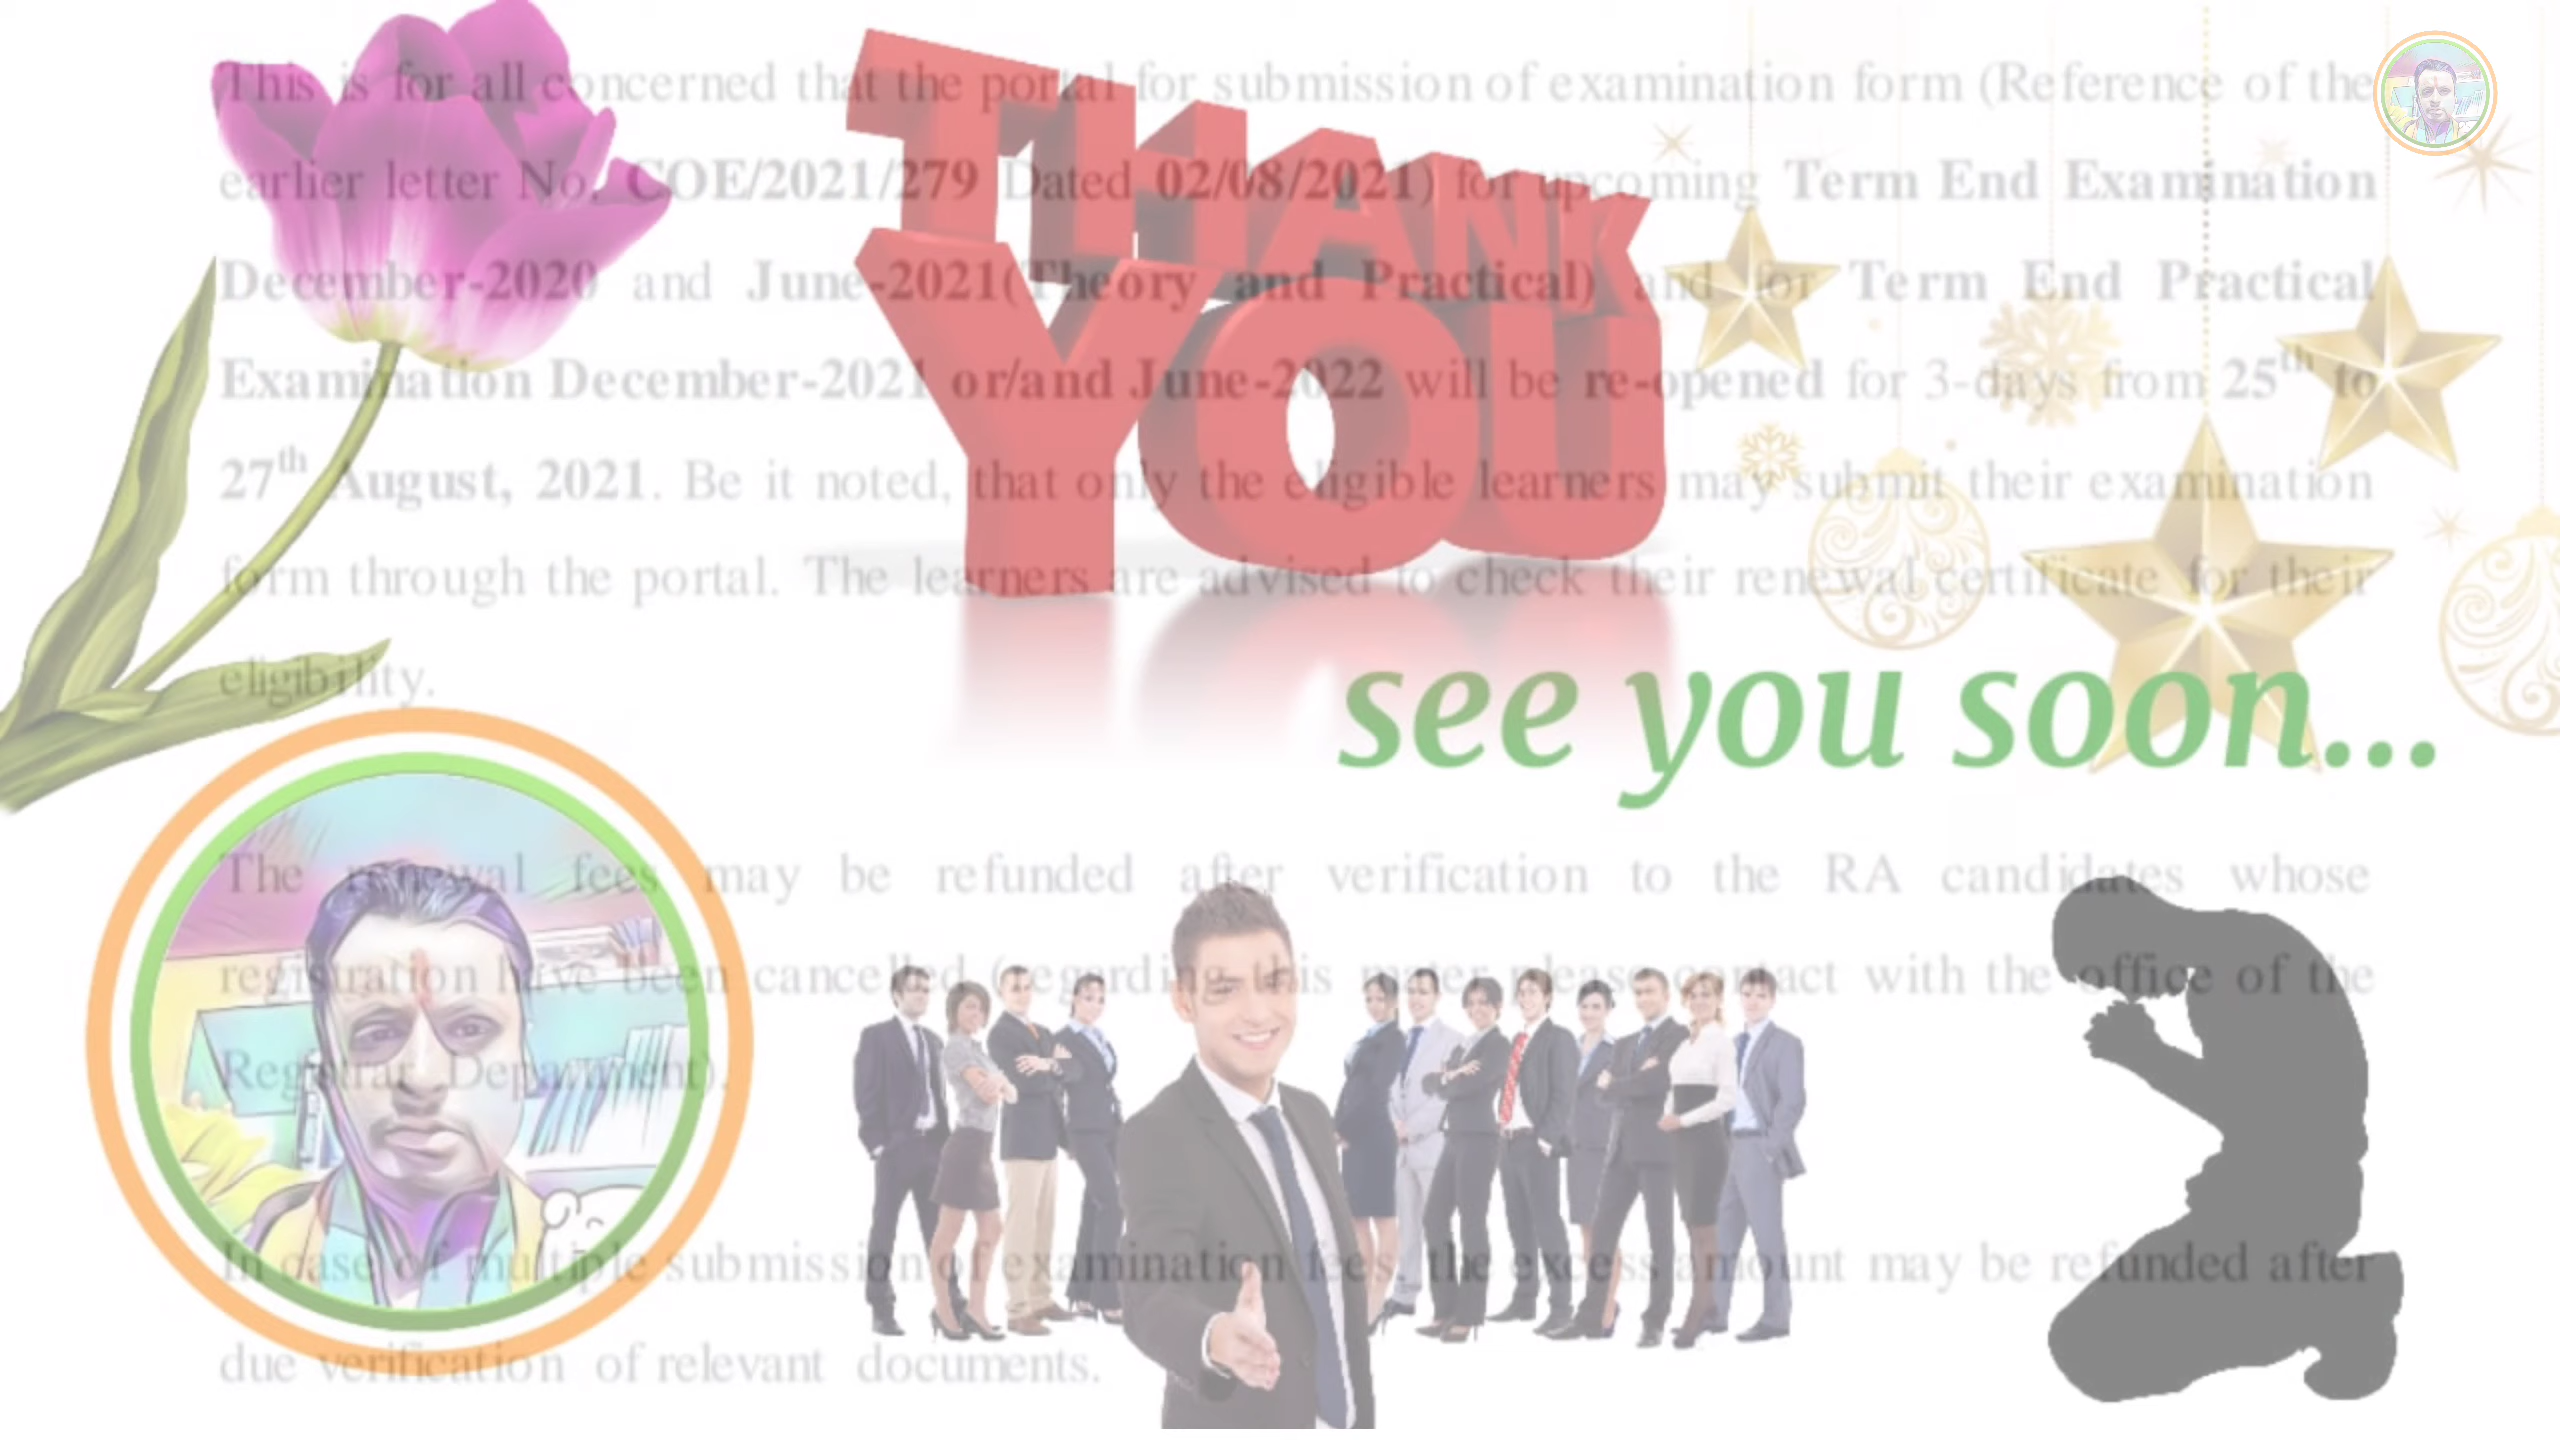 This is for all concerned that the portal for submission of examination form (Reference of the
earlier letter No. COE/2021/279 Dated 02/08/2021) for upcoming Term End Examination
December-2020 and June-2021(Theory and Practical) and for Term End Practical
Examination December-2021 or/and June-2022 will be re-opened for 3-days from 25th to
27th August, 2021. Be it noted, that only the eligible learners may submit their examination
form through the portal. The learners are advised to check their renewal certificate for their
eligibility.
THANK
YOU
see you soon...
The renewal fees may be refunded after verification to the RA candidates whose
registration have been cancelled (regarding this mater please contact with the office of the
Registrar Department).
In case of multiple submission of examination fees, the excess amount may be refunded after
due verification of relevant documents.